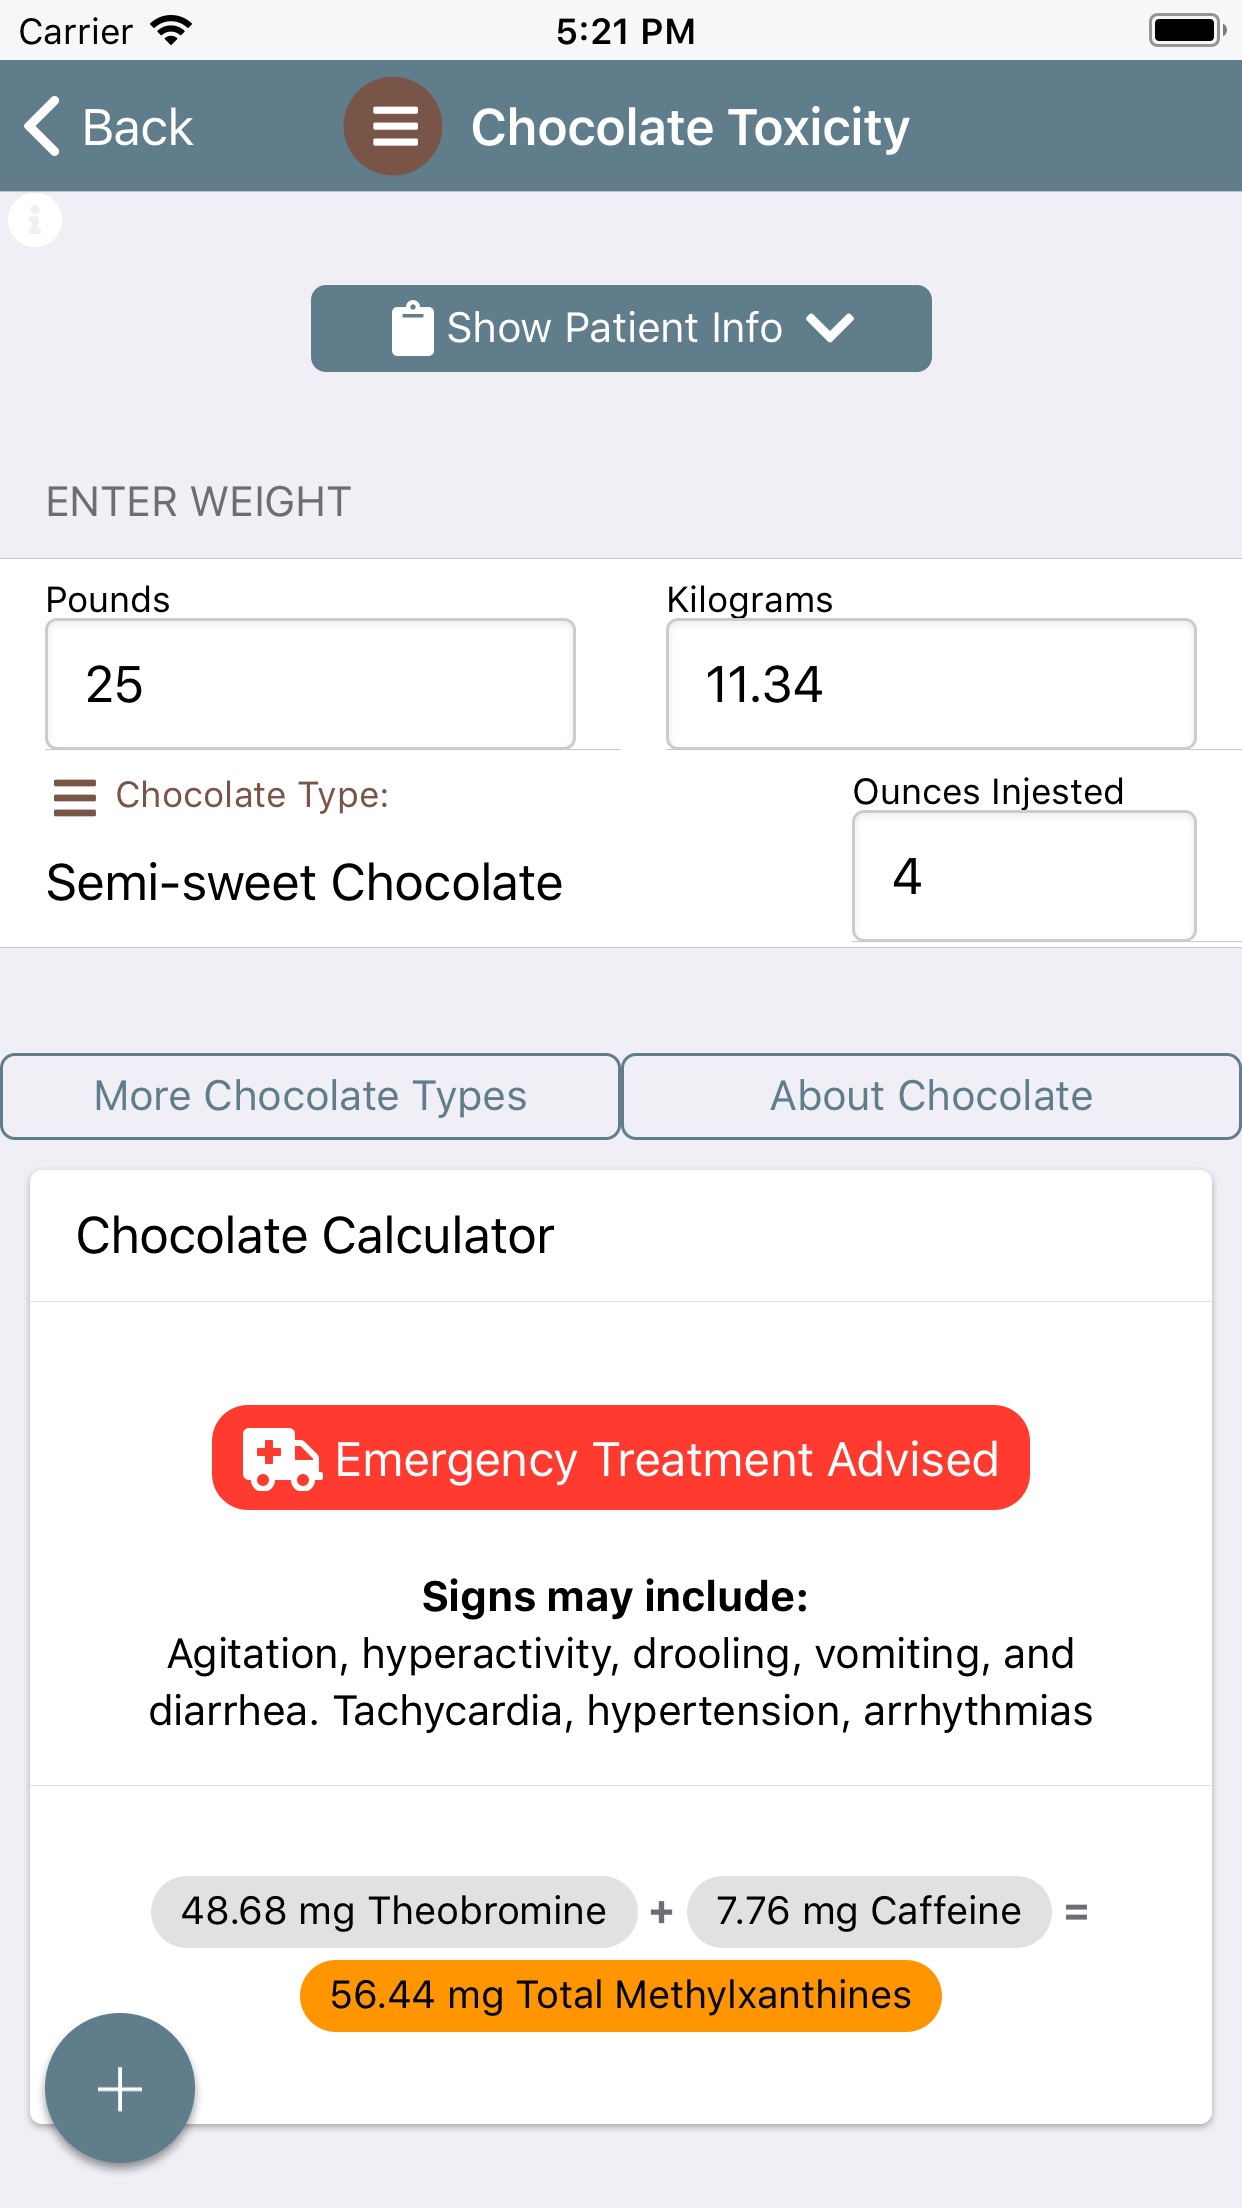 Carrier 5:21 PM
Back Chocolate Toxicity
Show Patient Info
ENTER WEIGHT
Pounds Kilograms
25 11.34
Chocolate Type: Ounces Injested
Semi-sweet Chocolate 4
More Chocolate Types About Chocolate
Chocolate Calculator
Emergency Treatment Advised
Signs may include:
Agitation, hyperactivity, drooling, vomiting, and
diarrhea. Tachycardia, hypertension, arrhythmias
48.68 mg Theobromine + 7.76 mg Caffeine =
56.44 mg Total Methylxanthines